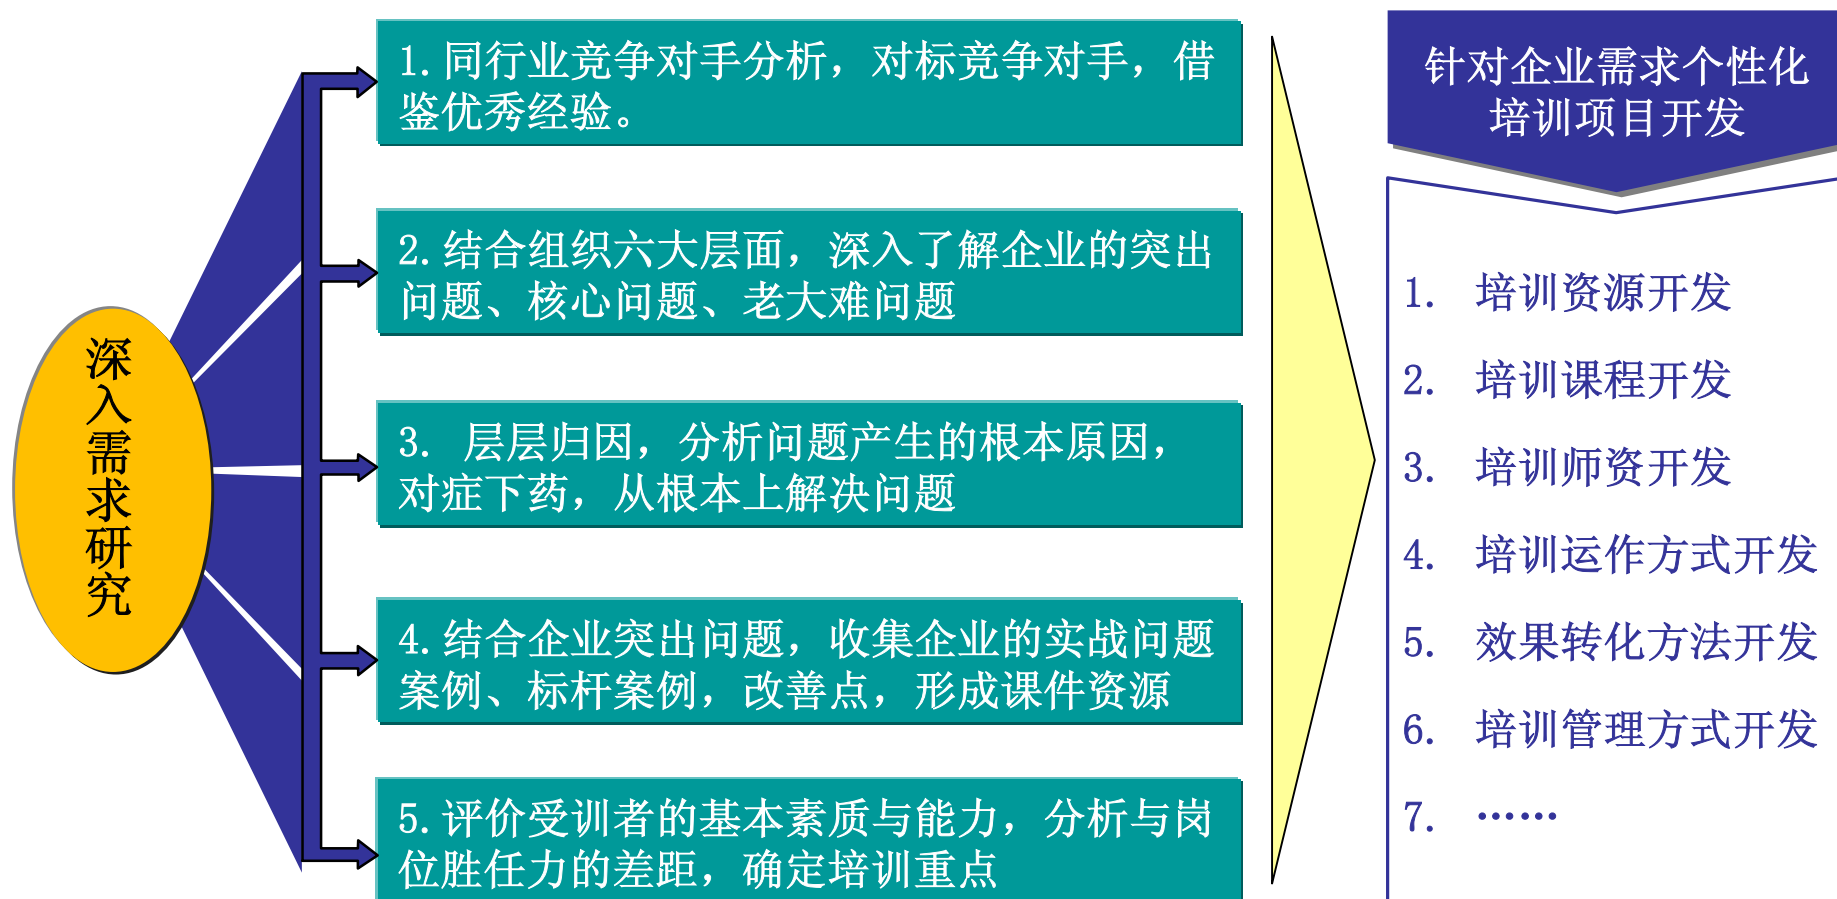 深入需求研究
1.同行业竞争对手分析，对标竞争对手，借
鉴优秀经验。
2.结合组织六大层面，深入了解企业的突出
问题、核心问题、老大难问题
3. 层层归因，分析问题产生的根本原因，
对症下药，从根本上解决问题
4.结合企业突出问题，收集企业的实战问题
案例、标杆案例，改善点，形成课件资源
5.评价受训者的基本素质与能力，分析与岗
位胜任力的差距，确定培训重点
针对企业需求个性化
培训项目开发
1. 培训资源开发
2. 培训课程开发
3. 培训师资开发
4. 培训运作方式开发
5. 效果转化方法开发
6. 培训管理方式开发
7. ……